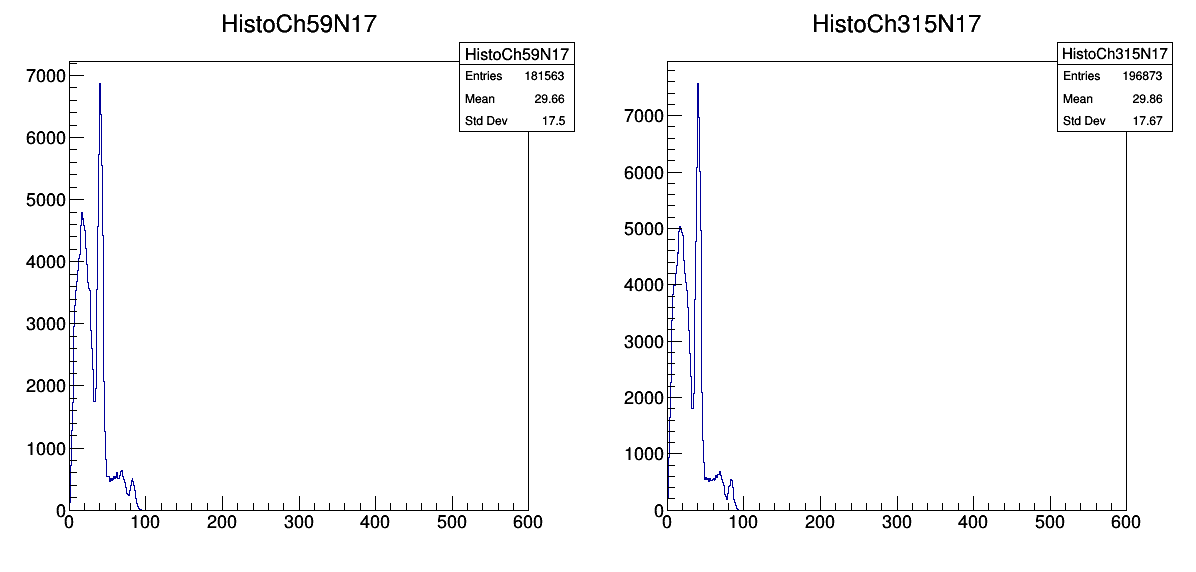 HistoCh59N17
HistoCh59N17
Entries 181563
Mean 29.66
Std Dev 17.5
7000
6000
5000
4000
3000
2000
1000
0
0 100 200 300 400 500 600
HistoCh315N17
HistoCh315N17
Entries 196873
Mean 29.86
Std Dev 17.67
7000
6000
5000
4000
3000
2000
1000
0
0 100 200 300 400 500 600